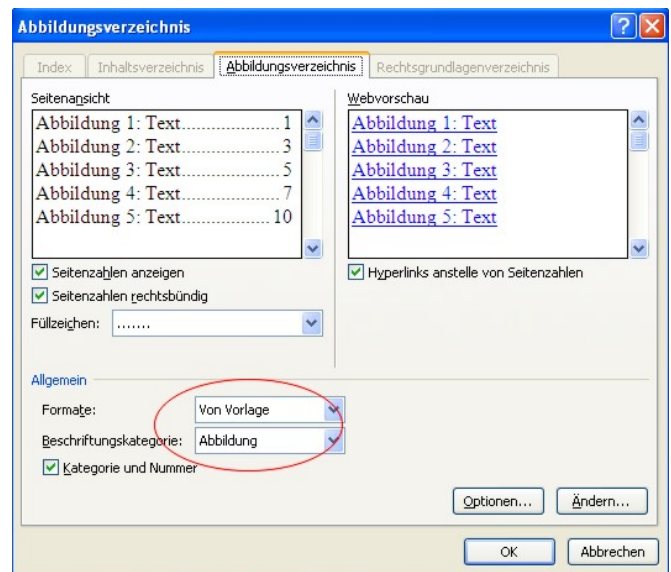 Abbildungsverzeichnis
Index Inhaltsverzeichnis Abbildungsverzeichnis Rechtsgrundlagenverzeichnis
Seitenansicht
Abbildung 1: Text.....................1
Abbildung 2: Text.....................3
Abbildung 3: Text.....................5
Abbildung 4: Text.....................7
Abbildung 5: Text...................10
Webvorschau
Abbildung 1: Text
Abbildung 2: Text
Abbildung 3: Text
Abbildung 4: Text
Abbildung 5: Text
Seitenzahlen anzeigen
Seitenzahlen rechtsbündig
Füllzeichen: .......
Hyperlinks anstelle von Seitenzahlen
Allgemein
Formate: Von Vorlage
Beschriftungskategorie: Abbildung
Kategorie und Nummer
Optionen... Ändern...
OK Abbrechen